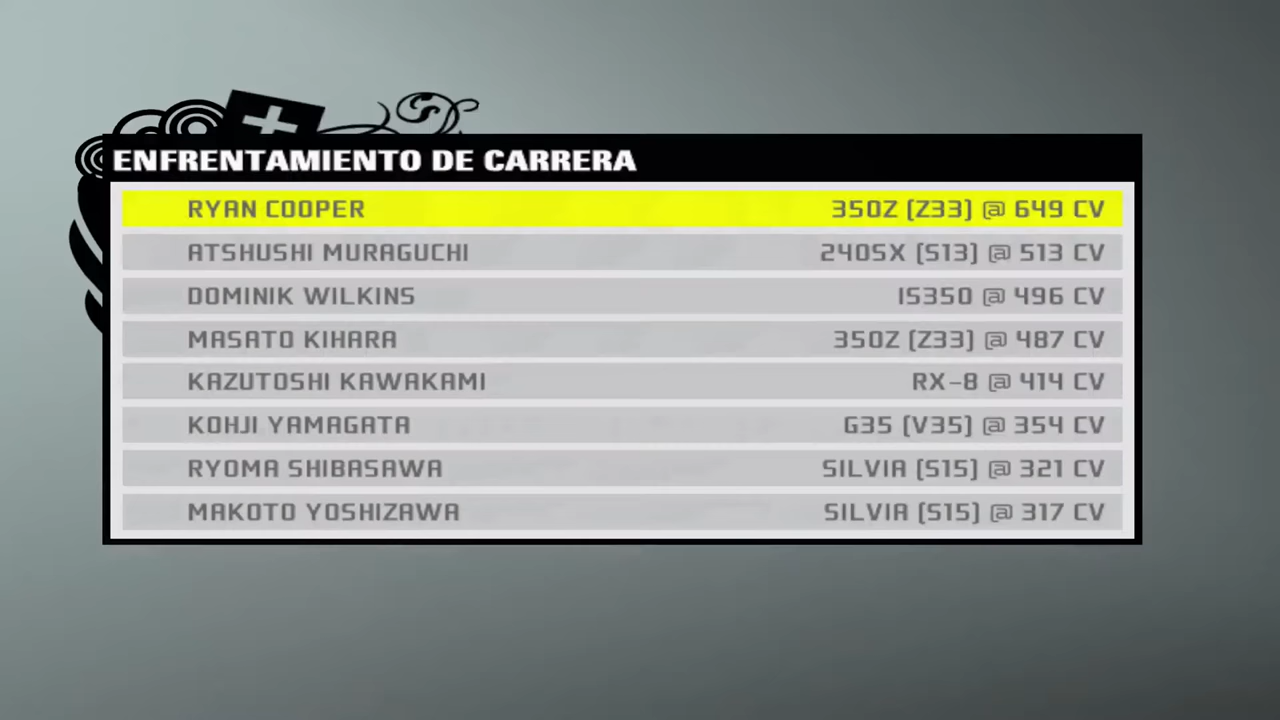 ENFRENTAMIENTO DE CARRERA
RYAN COOPER 350Z [Z33] @ 649 CV
ATSHUSHI MURAGUCHI 240SX [S13] @ 513 CV
DOMINIK WILKINS IS350 @ 496 CV
MASATO KIHARA 350Z [Z33] @ 487 CV
KAZUTOSHI KAWAKAMI RX-8 @ 414 CV
KOHJI YAMAGATA G35 [V35] @ 354 CV
RYOMA SHIBASAWA SILVIA [S15] @ 321 CV
MAKOTO YOSHIZAWA SILVIA [S15] @ 317 CV